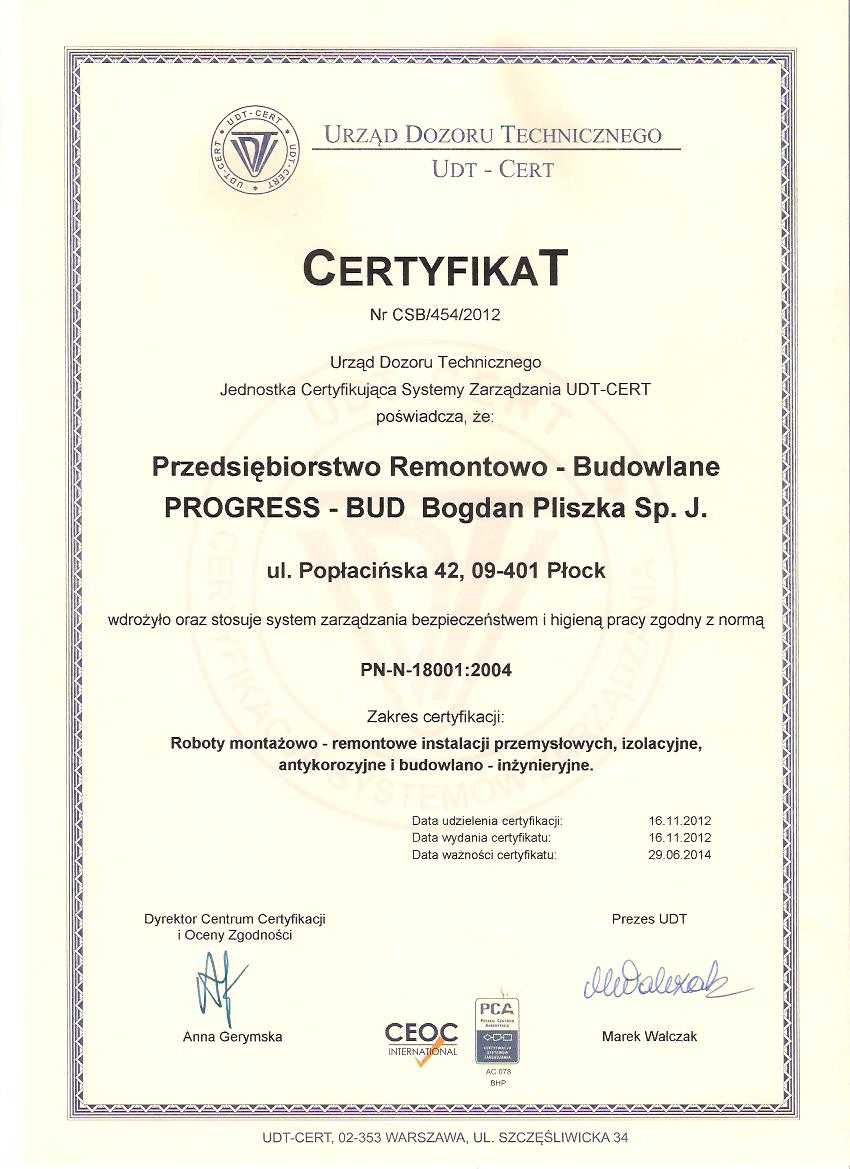 UDT-CERT * UDT-CERT * UDT-CERT *
URZĄD DOZORU TECHNICZNEGO
UDT - CERT
CERTYFIKAT
Nr CSB/454/2012
Urząd Dozoru Technicznego
Jednostka Certyfikująca Systemy Zarządzania UDT-CERT
poświadcza, że:
Przedsiębiorstwo Remontowo - Budowlane
PROGRESS - BUD Bogdan Pliszka Sp. J.
ul. Popłacińska 42, 09-401 Płock
wdrożyło oraz stosuje system zarządzania bezpieczeństwem i higieną pracy zgodny z normą
PN-N-18001:2004
Zakres certyfikacji:
Roboty montażowo - remontowe instalacji przemysłowych, izolacyjne,
antykorozyjne i budowlano - inżynieryjne.
Data udzielenia certyfikacji: 16.11.2012
Data wydania certyfikatu: 16.11.2012
Data ważności certyfikatu: 29.06.2014
Dyrektor Centrum Certyfikacji
i Oceny Zgodności
Prezes UDT
Anna Gerymska
Marek Walczak
CEOC
INTERNATIONAL
PCA
POLSKIE CENTRUM
AKREDYTACJI
CERTYFIKACJA
SYSTEMÓW
ZARZĄDZANIA
AC 078
BHP
UDT-CERT, 02-353 WARSZAWA, UL. SZCZĘŚLIWICKA 34